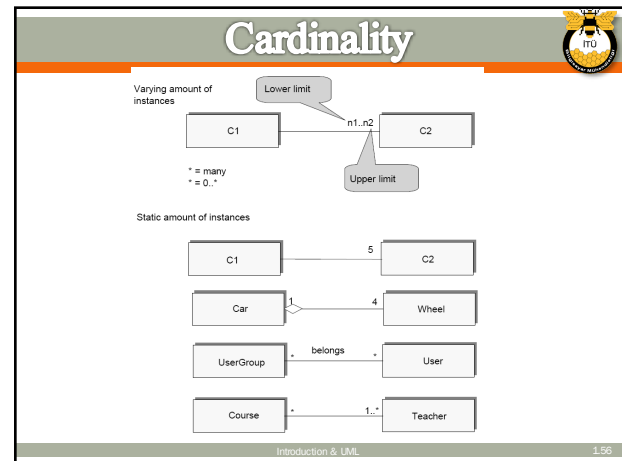 Cardinality
İTÜ
Varying amount of
instances
Lower limit
C1
n1..n2
C2
* = many
* = 0..*
Upper limit
Static amount of instances
C1
5
C2
Car
1
4
Wheel
UserGroup
*
belongs
*
User
Course
*
1..*
Teacher
Introduction & UML
1.56